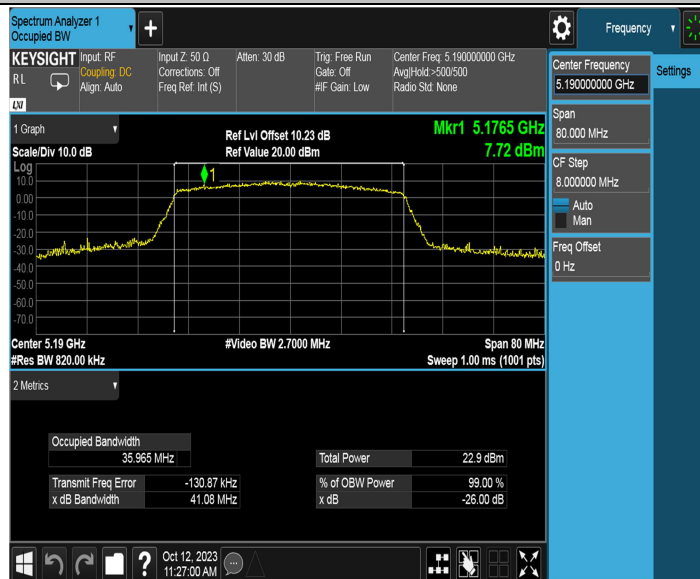 Spectrum Analyzer 1
Occupied BW
Frequency
KEYSIGHT
RL
LXI
Input: RF
Coupling: DC
Align: Auto
Input Z: 50 Ω
Corrections: Off
Freq Ref: Int (S)
Atten: 30 dB
Trig: Free Run
Gate: Off
#IF Gain: Low
Center Freq: 5.190000000 GHz
Avg|Hold:>500/500
Radio Std: None
Center Frequency
5.190000000 GHz
Settings
Span
80.000 MHz
CF Step
8.000000 MHz
Auto
Man
Freq Offset
0 Hz
1 Graph
Scale/Div 10.0 dB
Ref Lvl Offset 10.23 dB
Ref Value 20.00 dBm
Mkr1 5.1765 GHz
7.72 dBm
Log
10.0
0.00
-10.0
-20.0
-30.0
-40.0
-50.0
-60.0
-70.0
1
Center 5.19 GHz
#Res BW 820.00 kHz
#Video BW 2.7000 MHz
Span 80 MHz
Sweep 1.00 ms (1001 pts)
2 Metrics
Occupied Bandwidth
35.965 MHz
Transmit Freq Error -130.87 kHz
x dB Bandwidth 41.08 MHz
Total Power 22.9 dBm
% of OBW Power 99.00 %
x dB -26.00 dB
?
Oct 12, 2023
11:27:00 AM